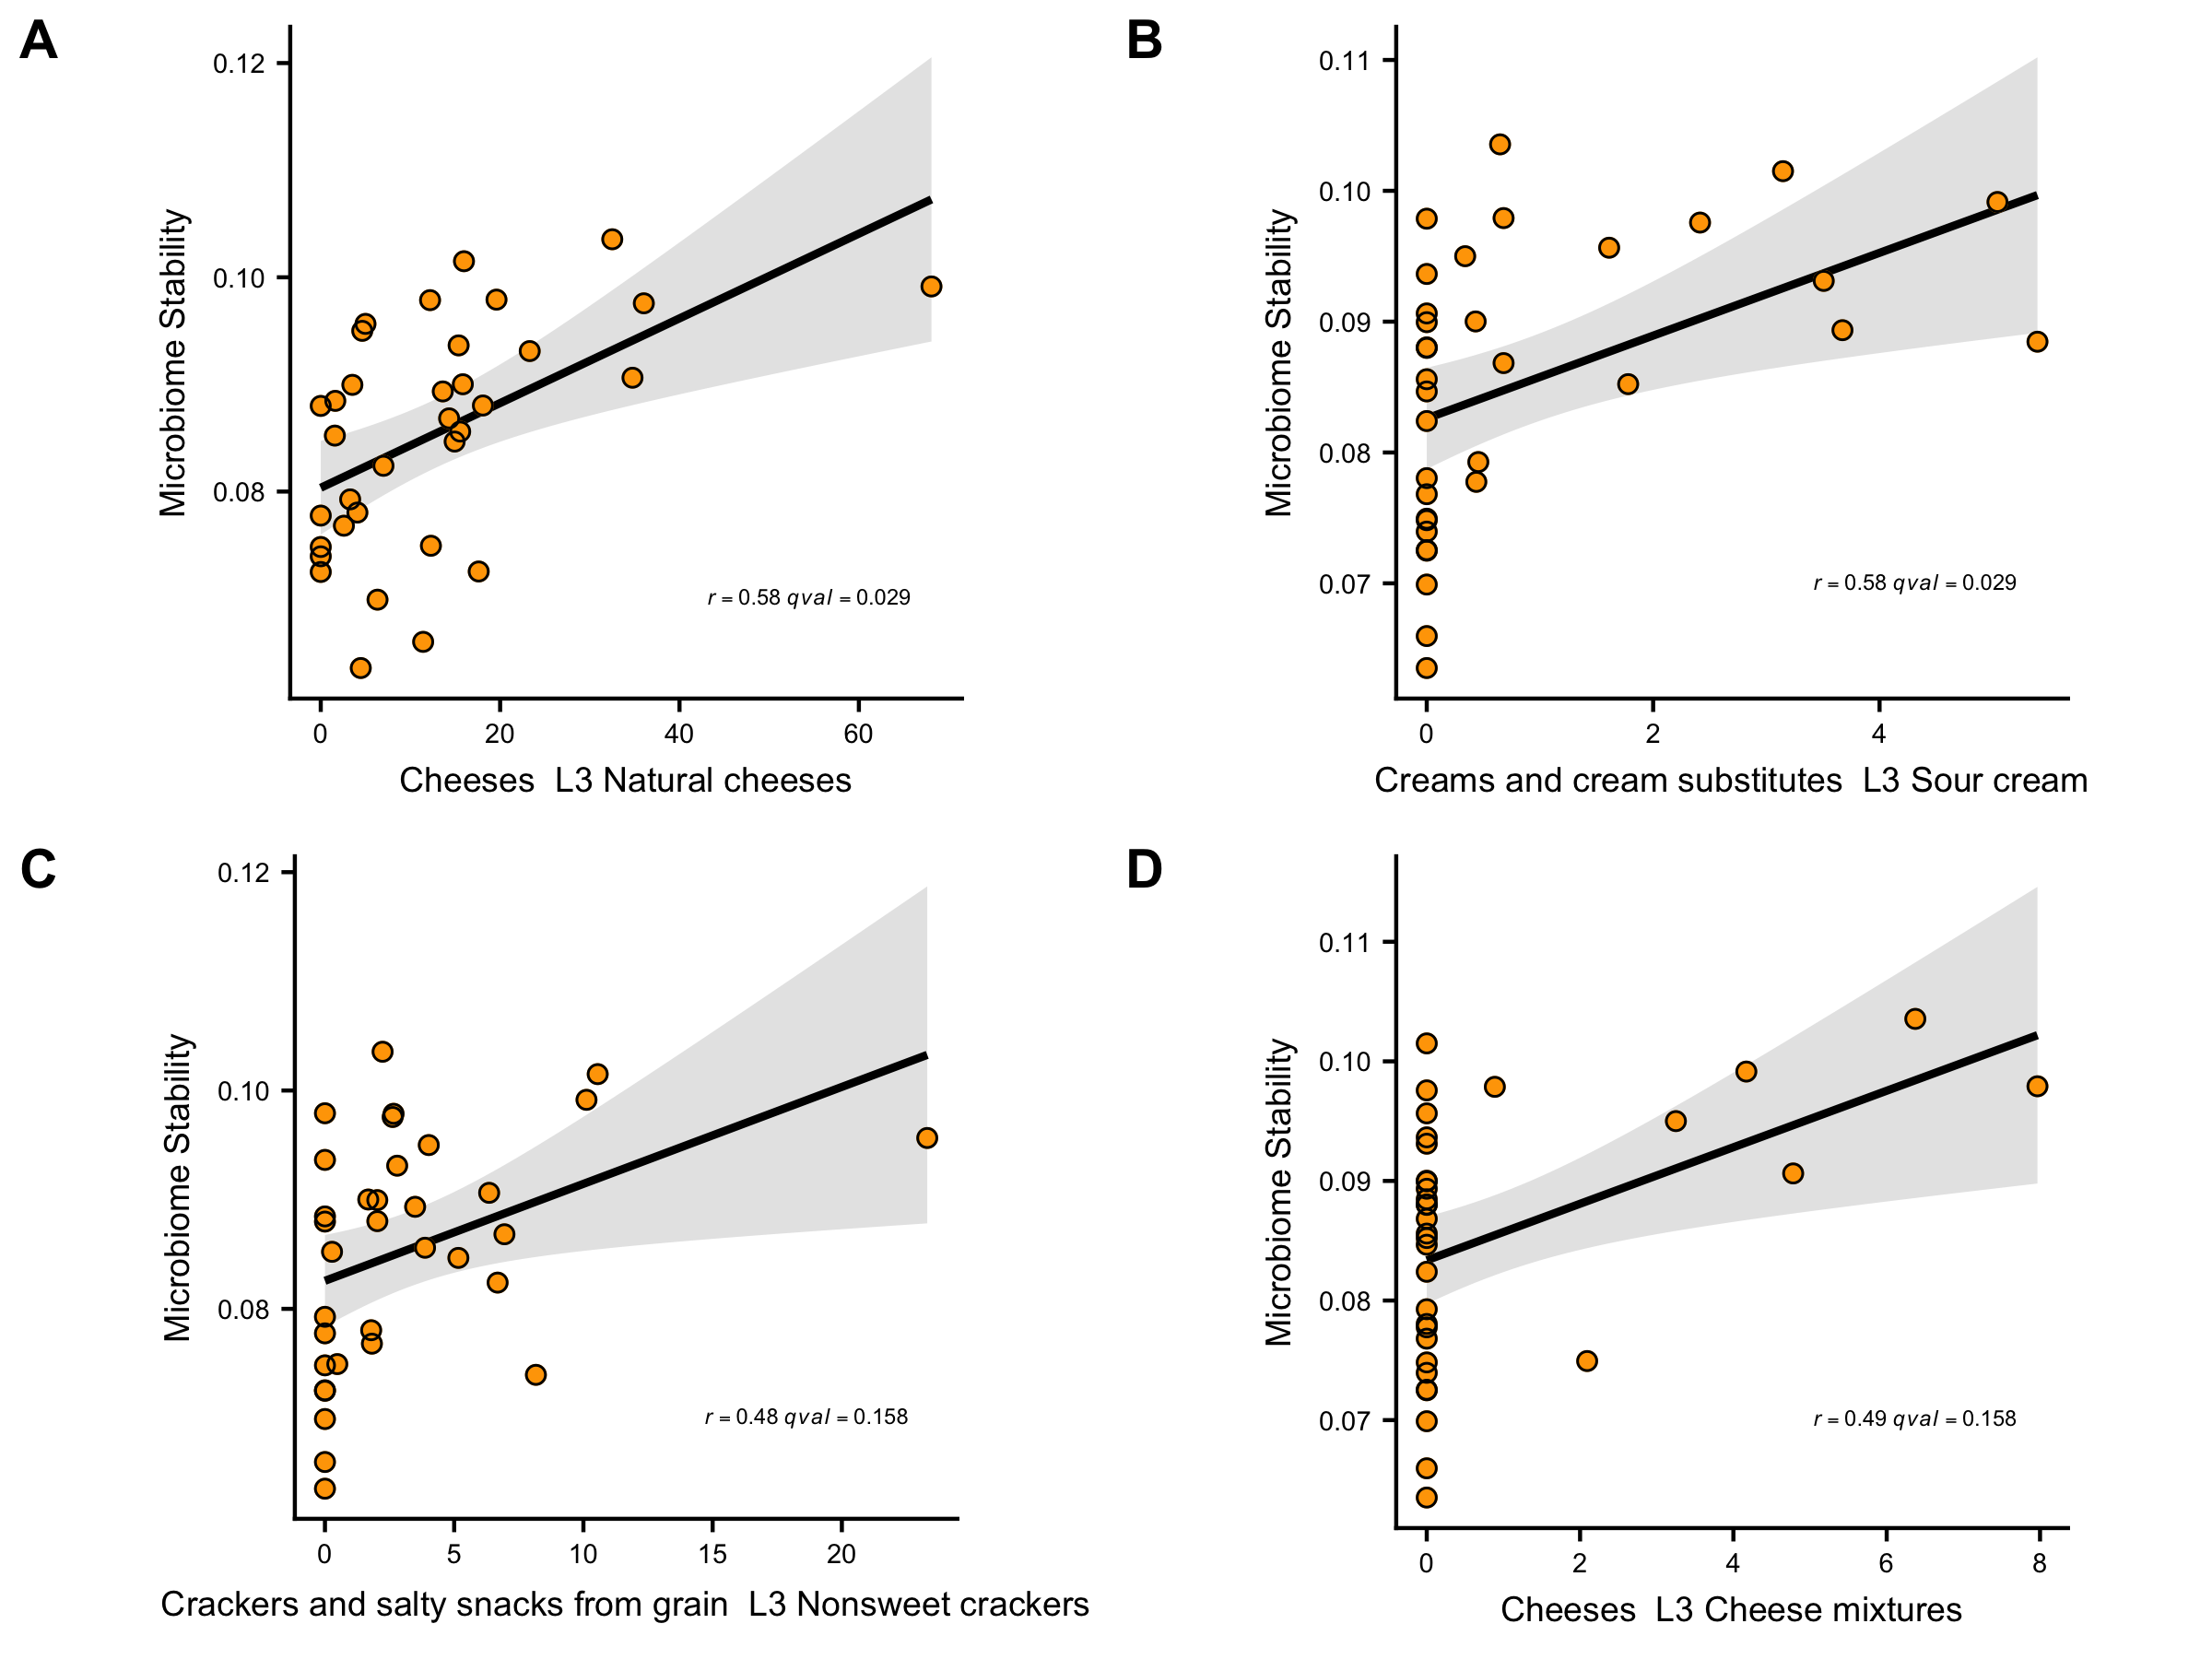 A
Microbiome Stability
0.12
0.10
0.08
r = 0.58 qval = 0.029
0 20 40 60
Cheeses  L3 Natural cheeses
B
Microbiome Stability
0.11
0.10
0.09
0.08
0.07
r = 0.58 qval = 0.029
0 2 4
Creams and cream substitutes  L3 Sour cream
C
Microbiome Stability
0.12
0.10
0.08
r = 0.48 qval = 0.158
0 5 10 15 20
Crackers and salty snacks from grain  L3 Nonsweet crackers
D
Microbiome Stability
0.11
0.10
0.09
0.08
0.07
r = 0.49 qval = 0.158
0 2 4 6 8
Cheeses  L3 Cheese mixtures